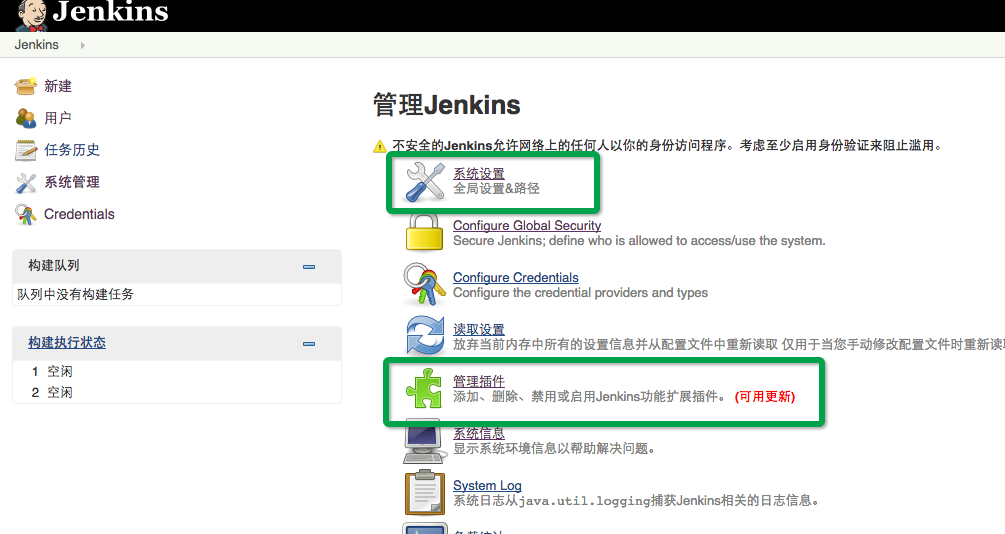 Jenkins
Jenkins
新建
用户
任务历史
系统管理
Credentials
构建队列
队列中没有构建任务
构建执行状态
1 空闲
2 空闲
管理Jenkins
不安全的Jenkins允许网络上的任何人以你的身份访问程序。考虑至少启用身份验证来阻止滥用。
系统设置
全局设置&路径
Configure Global Security
Secure Jenkins; define who is allowed to access/use the system.
Configure Credentials
Configure the credential providers and types
读取设置
放弃当前内存中所有的设置信息并从配置文件中重新读取 仅用于当您手动修改配置文件时重新读
管理插件
添加、删除、禁用或启用Jenkins功能扩展插件。 (可用更新)
系统信息
显示系统环境信息以帮助解决问题。
System Log
系统日志从java.util.logging捕获Jenkins相关的日志信息。